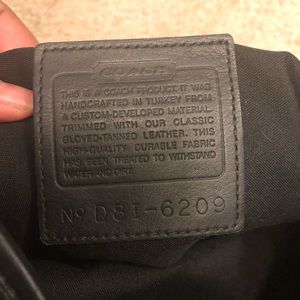 COACH
THIS IS A COACH PRODUCT. IT WAS
HANDCRAFTED IN TURKEY FROM
A CUSTOM-DEVELOPED MATERIAL
TRIMMED WITH OUR CLASSIC
GLOVED-TANNED LEATHER. THIS
HIGH-QUALITY DURABLE FABRIC
HAS BEEN TREATED TO WITHSTAND
WATER AND DIRT.
No D8I-6209